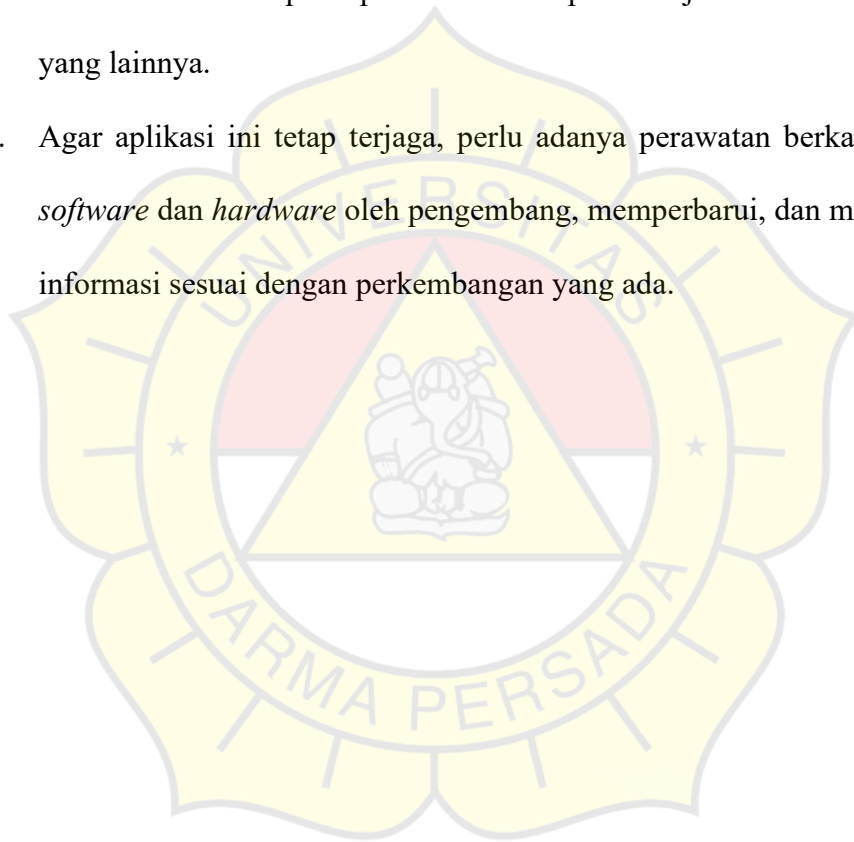 yang lainnya.
. Agar aplikasi ini tetap terjaga, perlu adanya perawatan berka
software dan hardware oleh pengembang, memperbarui, dan m
informasi sesuai dengan perkembangan yang ada.
UNIVERSITAS
DARMA PERSADA